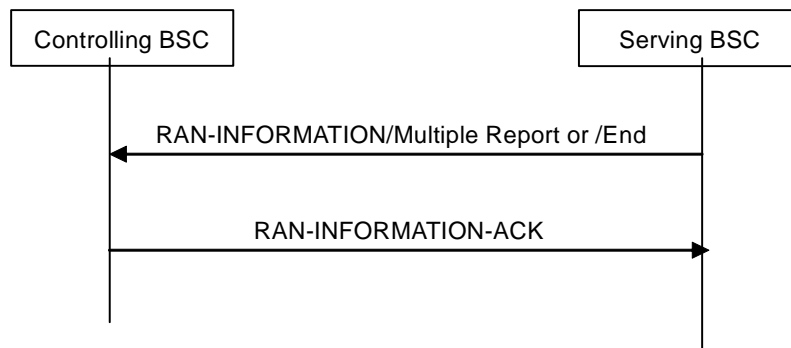 Controlling BSC
Serving BSC
RAN-INFORMATION/Multiple Report or /End
RAN-INFORMATION-ACK